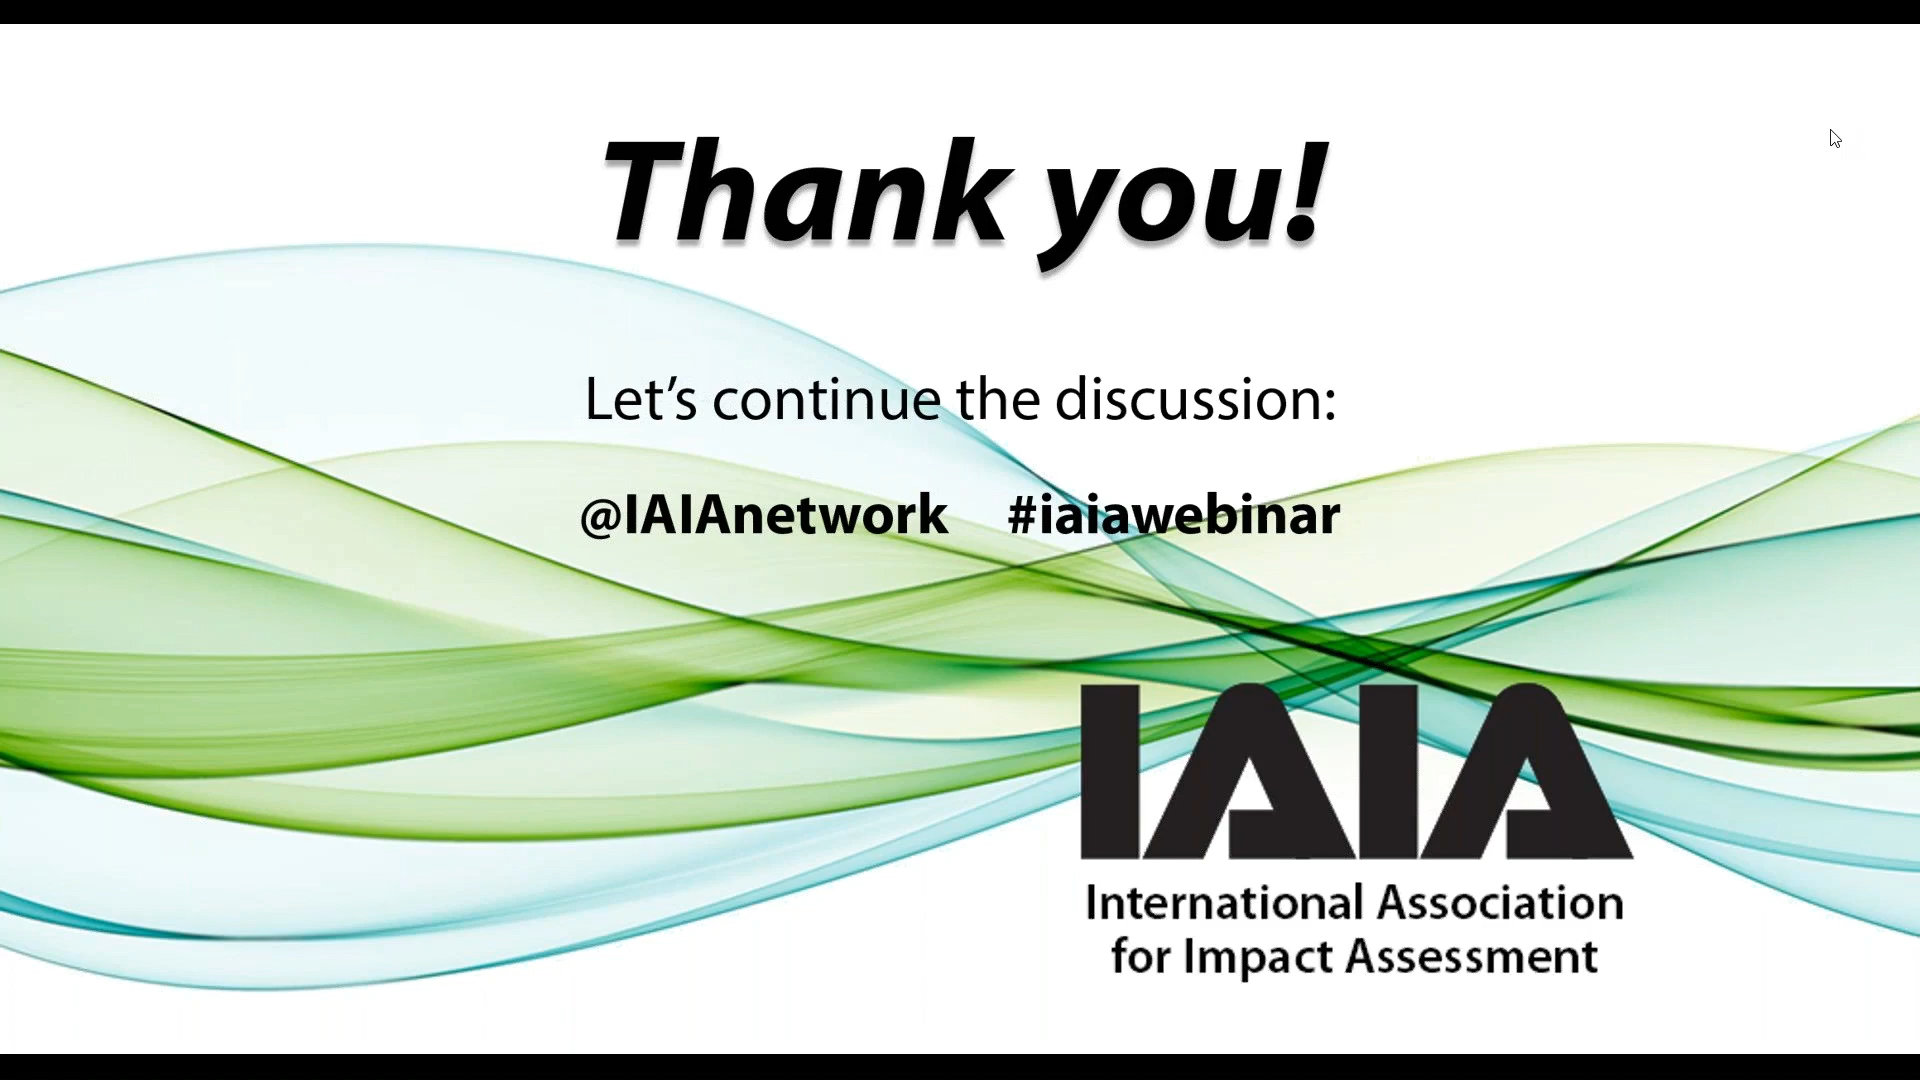 Thank you!
Let’s continue the discussion:
@IAIAnetwork #iaiawebinar
IAIA
International Association
for Impact Assessment